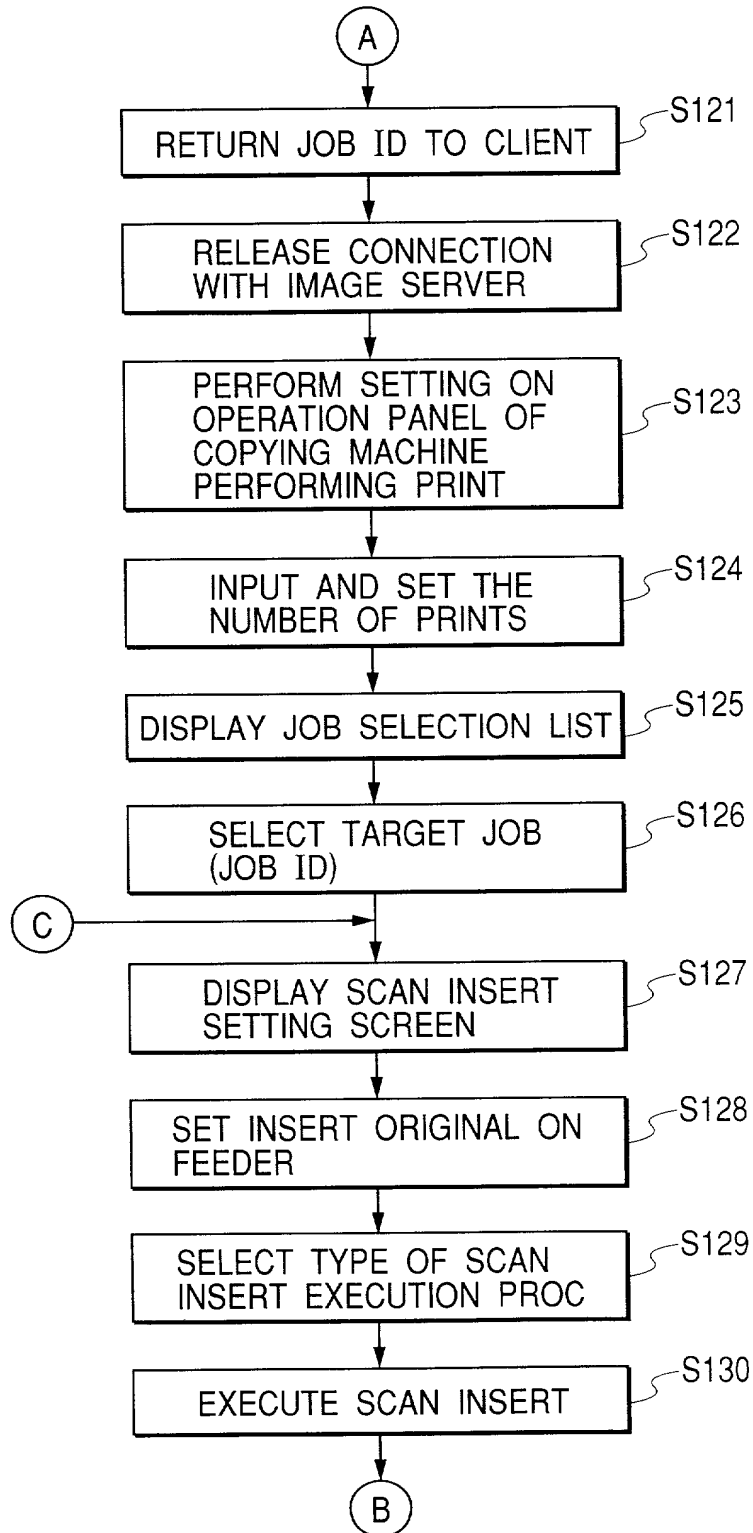 A
RETURN JOB ID TO CLIENT
S121
RELEASE CONNECTION
WITH IMAGE SERVER
S122
PERFORM SETTING ON
OPERATION PANEL OF
COPYING MACHINE
PERFORMING PRINT
S123
INPUT AND SET THE
NUMBER OF PRINTS
S124
DISPLAY JOB SELECTION LIST
S125
SELECT TARGET JOB
(JOB ID)
S126
C
DISPLAY SCAN INSERT
SETTING SCREEN
S127
SET INSERT ORIGINAL ON
FEEDER
S128
SELECT TYPE OF SCAN
INSERT EXECUTION PROC
S129
EXECUTE SCAN INSERT
S130
B